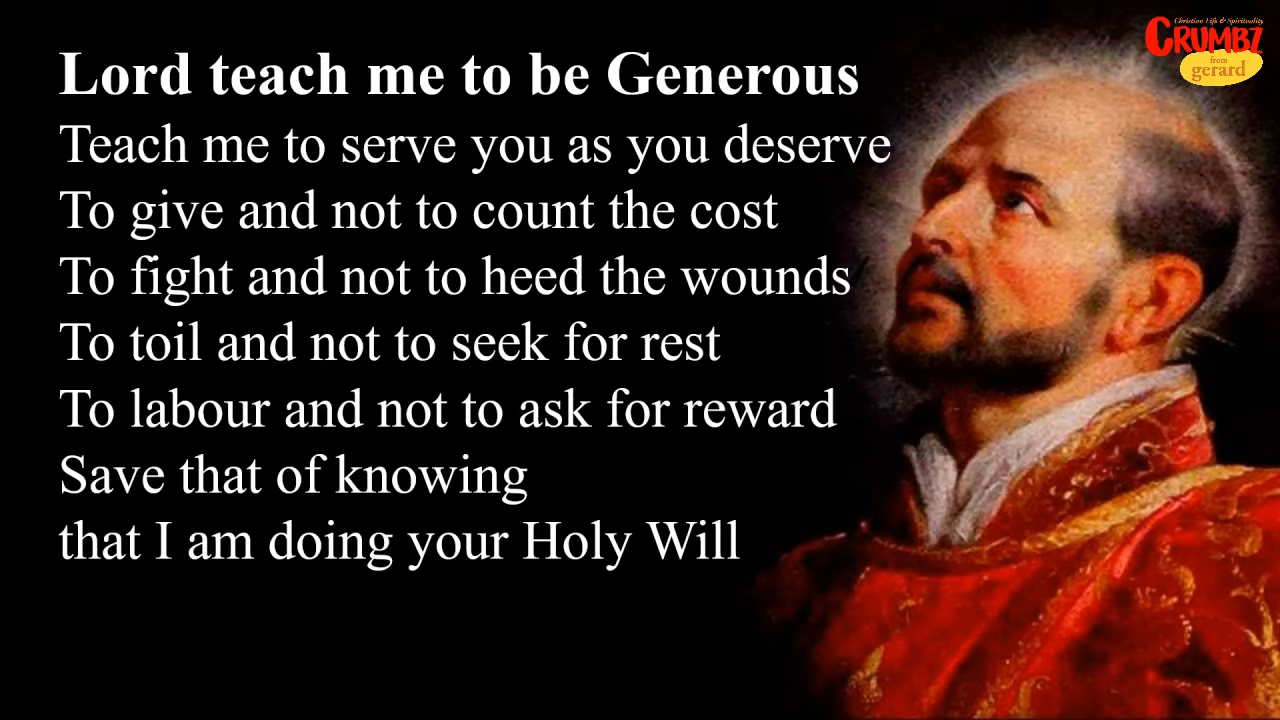 Lord teach me to be Generous
Teach me to serve you as you deserve
To give and not to count the cost
To fight and not to heed the wounds
To toil and not to seek for rest
To labour and not to ask for reward
Save that of knowing
that I am doing your Holy Will
Christian Life & Spirituality
CRUMBZ
from
gerard